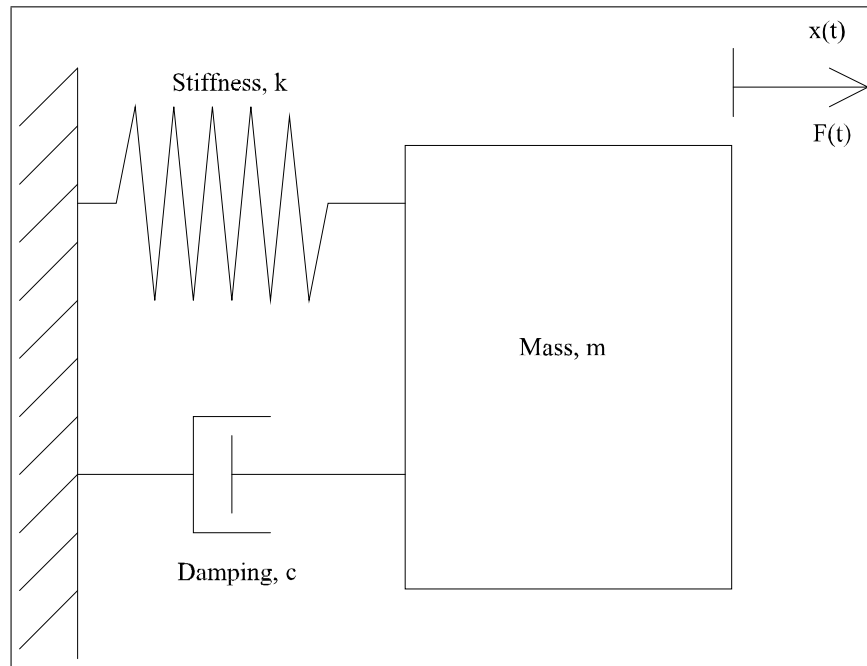 x(t)
Stiffness, k
F(t)
Mass, m
Damping, c